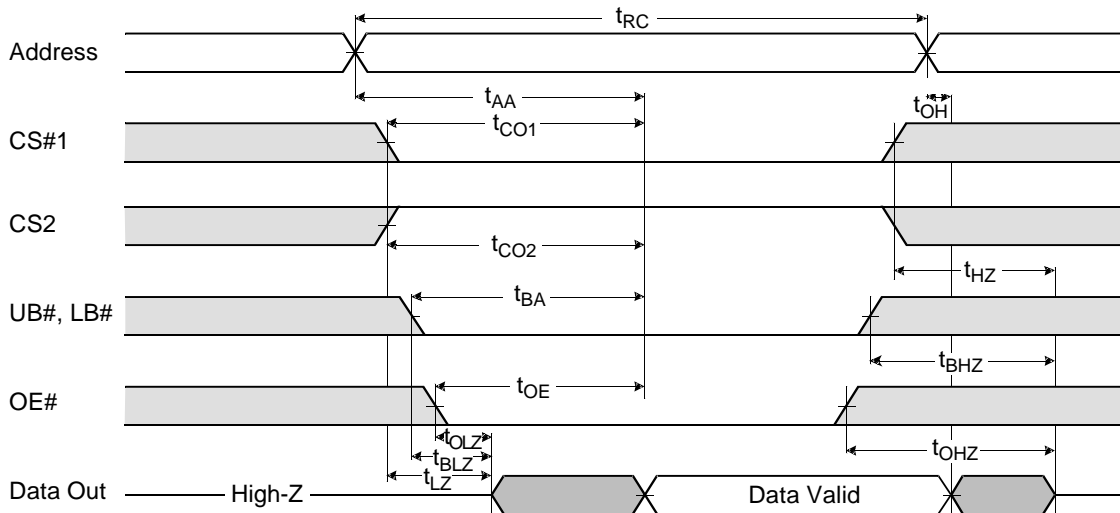 tRC
Address
tAA
tOH
tCO1
CS#1
CS2
tCO2
tHZ
tBA
UB#, LB#
tBHZ
tOE
OE#
tOLZ
tOHZ
tBLZ
tLZ
Data Out
High-Z
Data Valid